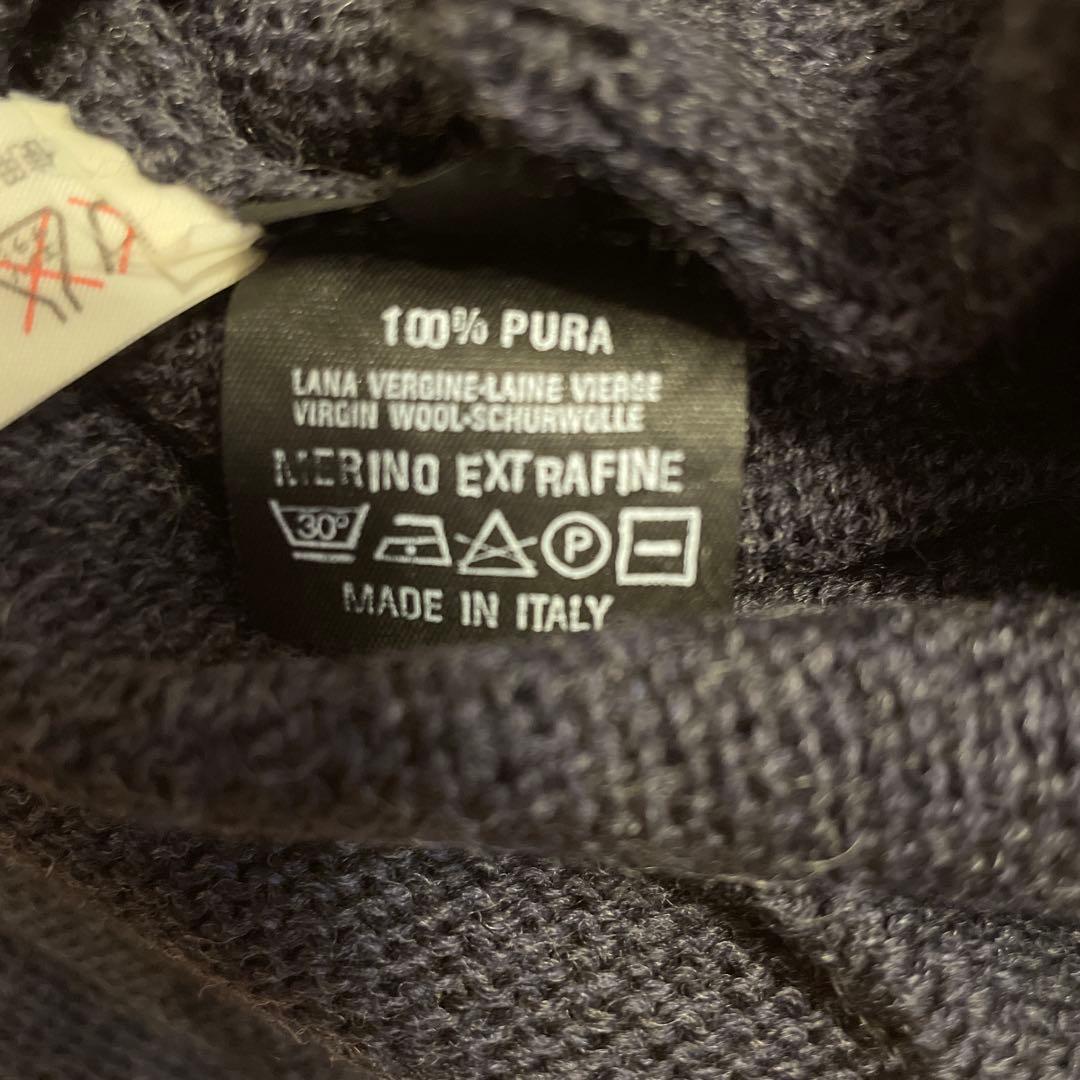 100% PURA
LANA VERGINE-LAINE VIERGE
VIRGIN WOOL-SCHURWOLLE
MERINO EXTRAFINE
30°
P
MADE IN ITALY